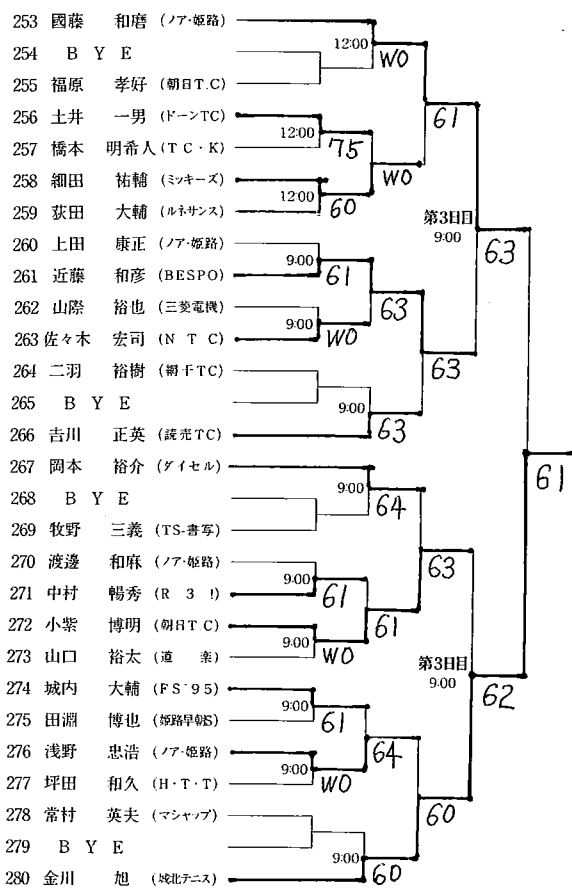 253 國藤 和磨 (ノア・姫路)
12:00 WO
254 B Y E
255 福原 孝好 (朝日T.C)
61
256 土井 一男 (ドーンTC)
12:00 75
257 橋本 明希人 (T C・K)
WO
258 細田 祐輔 (ミッキーズ)
12:00 60
259 荻田 大輔 (ルネサンス)
第3日目
9:00 63
260 上田 康正 (ノア・姫路)
9:00 61
261 近藤 和彦 (BESPO)
63
262 山際 裕也 (三菱電機)
9:00 WO
263 佐々木 宏司 (N T C)
63
264 二羽 裕樹 (網干TC)
265 B Y E
9:00 63
266 吉川 正英 (読売TC)
61
267 岡本 裕介 (ダイセル)
9:00 64
268 B Y E
269 牧野 三義 (TS-書写)
63
270 渡邊 和麻 (ノア・姫路)
9:00 61
271 中村 暢秀 (R 3 !)
61
272 小紫 博明 (朝日T.C)
9:00 WO
273 山口 裕太 (道 楽)
第3日目
9:00 62
274 城内 大輔 (FS'95)
9:00 61
275 田淵 博也 (姫路早朝S)
64
276 浅野 忠浩 (ノア・姫路)
9:00 WO
277 坪田 和久 (H・T・T)
60
278 常村 英夫 (マシャップ)
279 B Y E
9:00 60
280 金川 旭 (城北テニス)